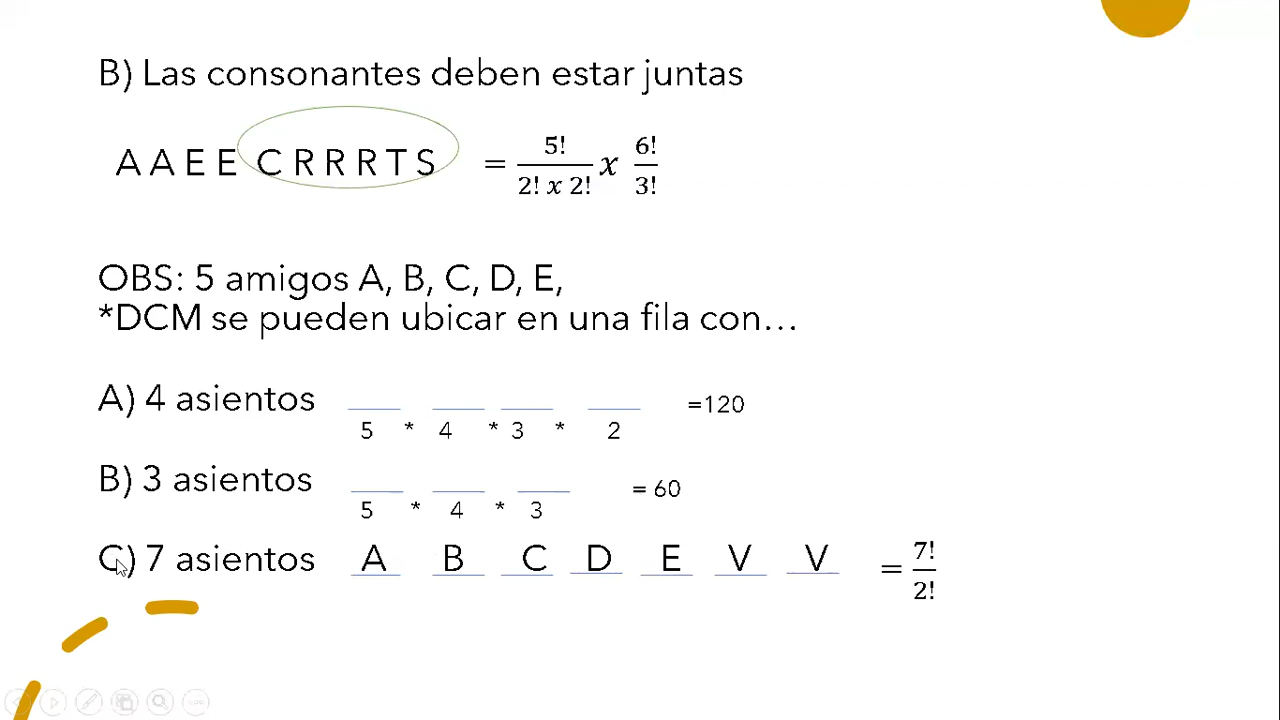 B) Las consonantes deben estar juntas
A A E E C R R R T S = 5! / 2! x 2! x 6! / 3!
OBS: 5 amigos A, B, C, D, E,
*DCM se pueden ubicar en una fila con...
A) 4 asientos =120
5 * 4 * 3 * 2
B) 3 asientos = 60
5 * 4 * 3
C) 7 asientos A B C D E V V = 7! / 2!